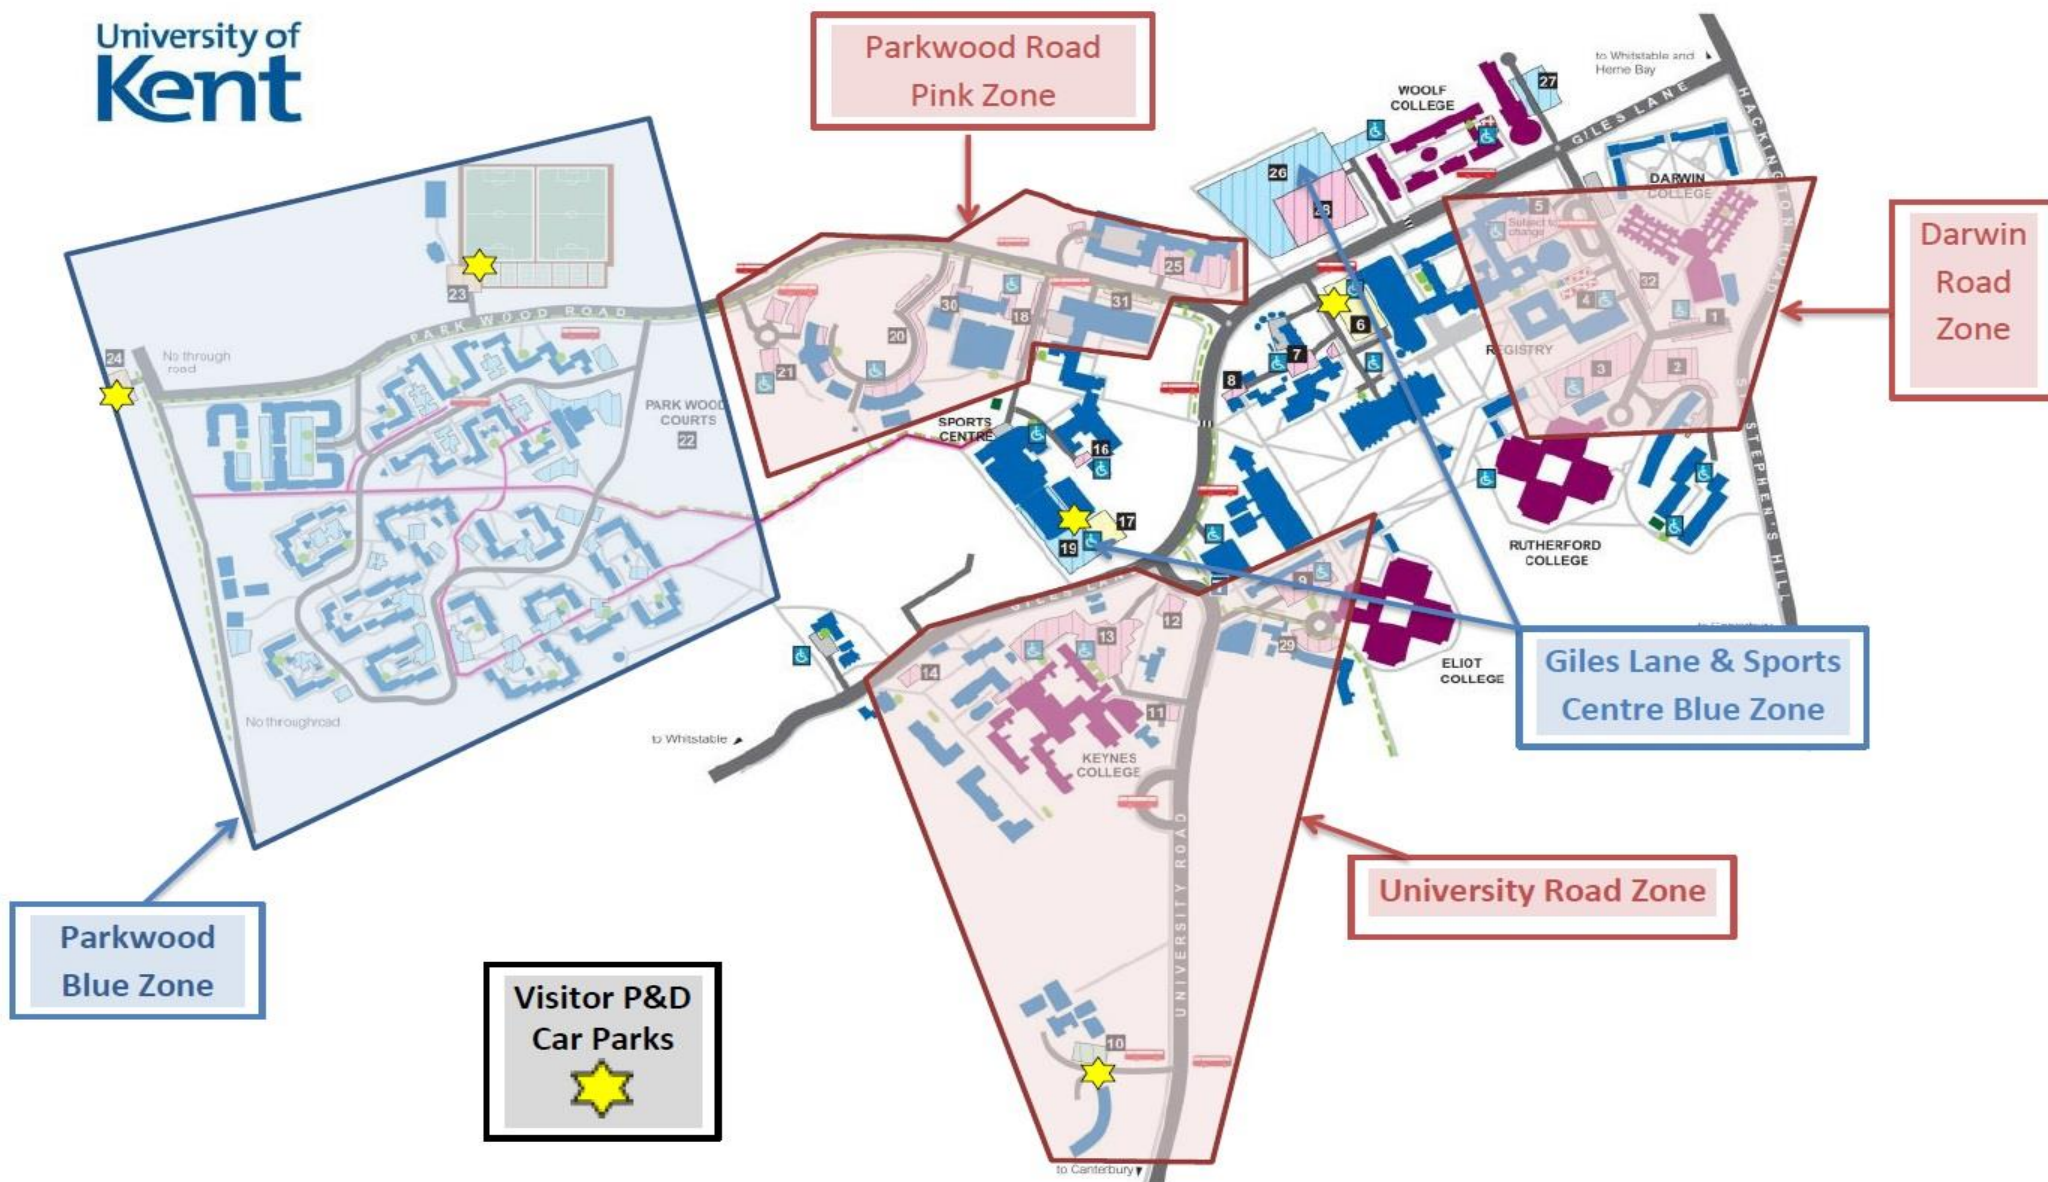 University of
Kent
Parkwood Road
Pink Zone
to Whitstable and
Herne Bay
WOOLF
COLLEGE
27
GILES LANE
HACKINGTON ROAD
26
28
DARWIN
COLLEGE
5
Subject to
change
Darwin
Road
Zone
23
25
30
18
31
20
21
6
7
8
4
32
1
REGISTRY
3
2
PARK WOOD ROAD
24
No through
road
PARK WOOD
COURTS
22
SPORTS
CENTRE
16
17
19
ST STEPHEN'S HILL
RUTHERFORD
COLLEGE
GILES LANE
9
12
13
14
29
11
ELIOT
COLLEGE
to Canterbury
Giles Lane & Sports
Centre Blue Zone
No through road
to Whitstable
KEYNES
COLLEGE
UNIVERSITY ROAD
University Road Zone
Parkwood
Blue Zone
Visitor P&D
Car Parks
10
to Canterbury